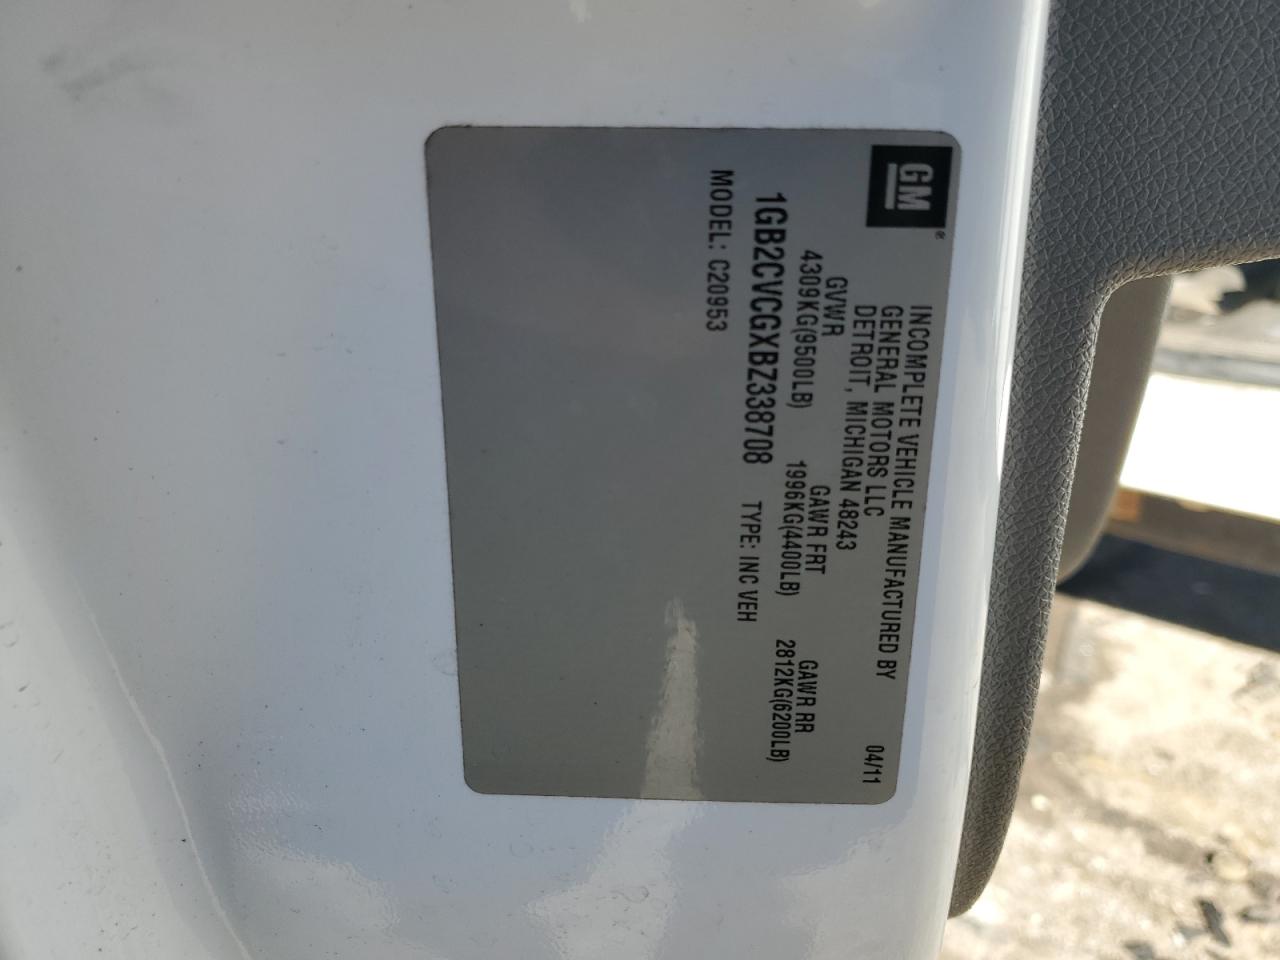 GM®
INCOMPLETE VEHICLE MANUFACTURED BY
GENERAL MOTORS LLC 04/11
DETROIT, MICHIGAN 48243
GVWR GAWR FRT GAWR RR
4309KG(9500LB) 1996KG(4400LB) 2812KG(6200LB)
1GB2CVCGXBZ338708 TYPE: INC VEH
MODEL: C20953